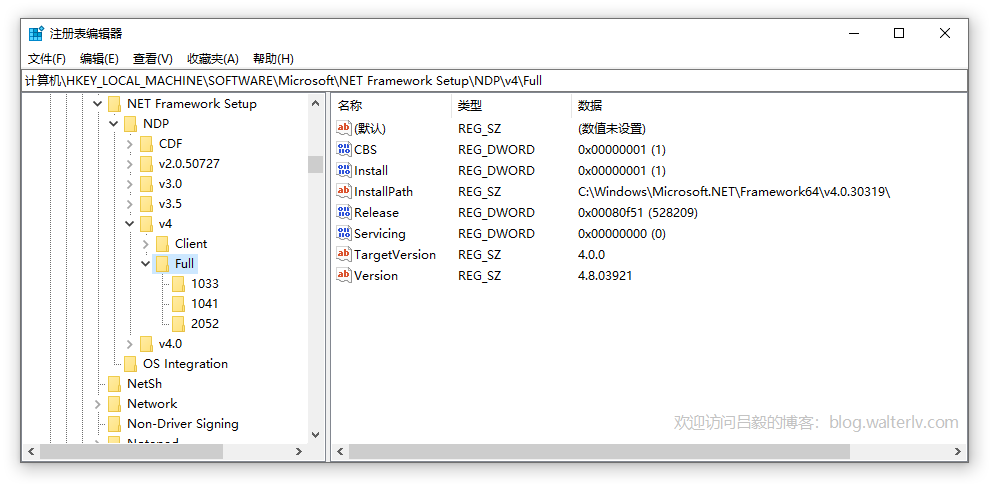 注册表编辑器
文件(F) 编辑(E) 查看(V) 收藏夹(A) 帮助(H)
计算机\HKEY_LOCAL_MACHINE\SOFTWARE\Microsoft\NET Framework Setup\NDP\v4\Full
NET Framework Setup
NDP
CDF
v2.0.50727
v3.0
v3.5
v4
Client
Full
1033
1041
2052
v4.0
OS Integration
NetSh
Network
Non-Driver Signing
Notepad
名称 类型 数据
(默认) REG_SZ (数值未设置)
CBS REG_DWORD 0x00000001 (1)
Install REG_DWORD 0x00000001 (1)
InstallPath REG_SZ C:\Windows\Microsoft.NET\Framework64\v4.0.30319\
Release REG_DWORD 0x00080f51 (528209)
Servicing REG_DWORD 0x00000000 (0)
TargetVersion REG_SZ 4.0.0
Version REG_SZ 4.8.03921
欢迎访问吕毅的博客：blog.walterlv.com